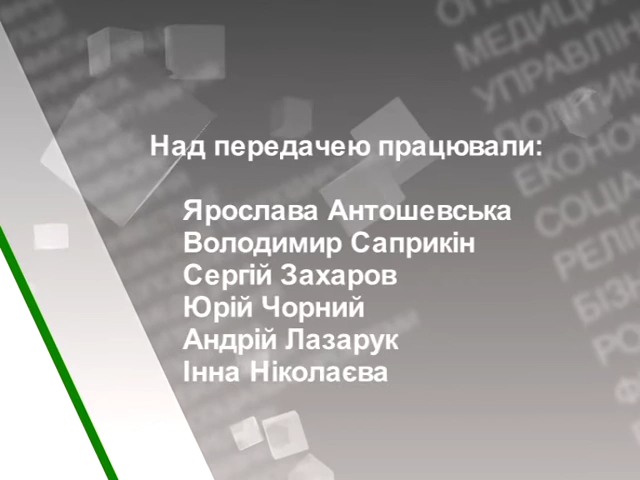 Над передачею працювали:
Ярослава Антошевська
Володимир Саприкін
Сергій Захаров
Юрій Чорний
Андрій Лазарук
Інна Ніколаєва